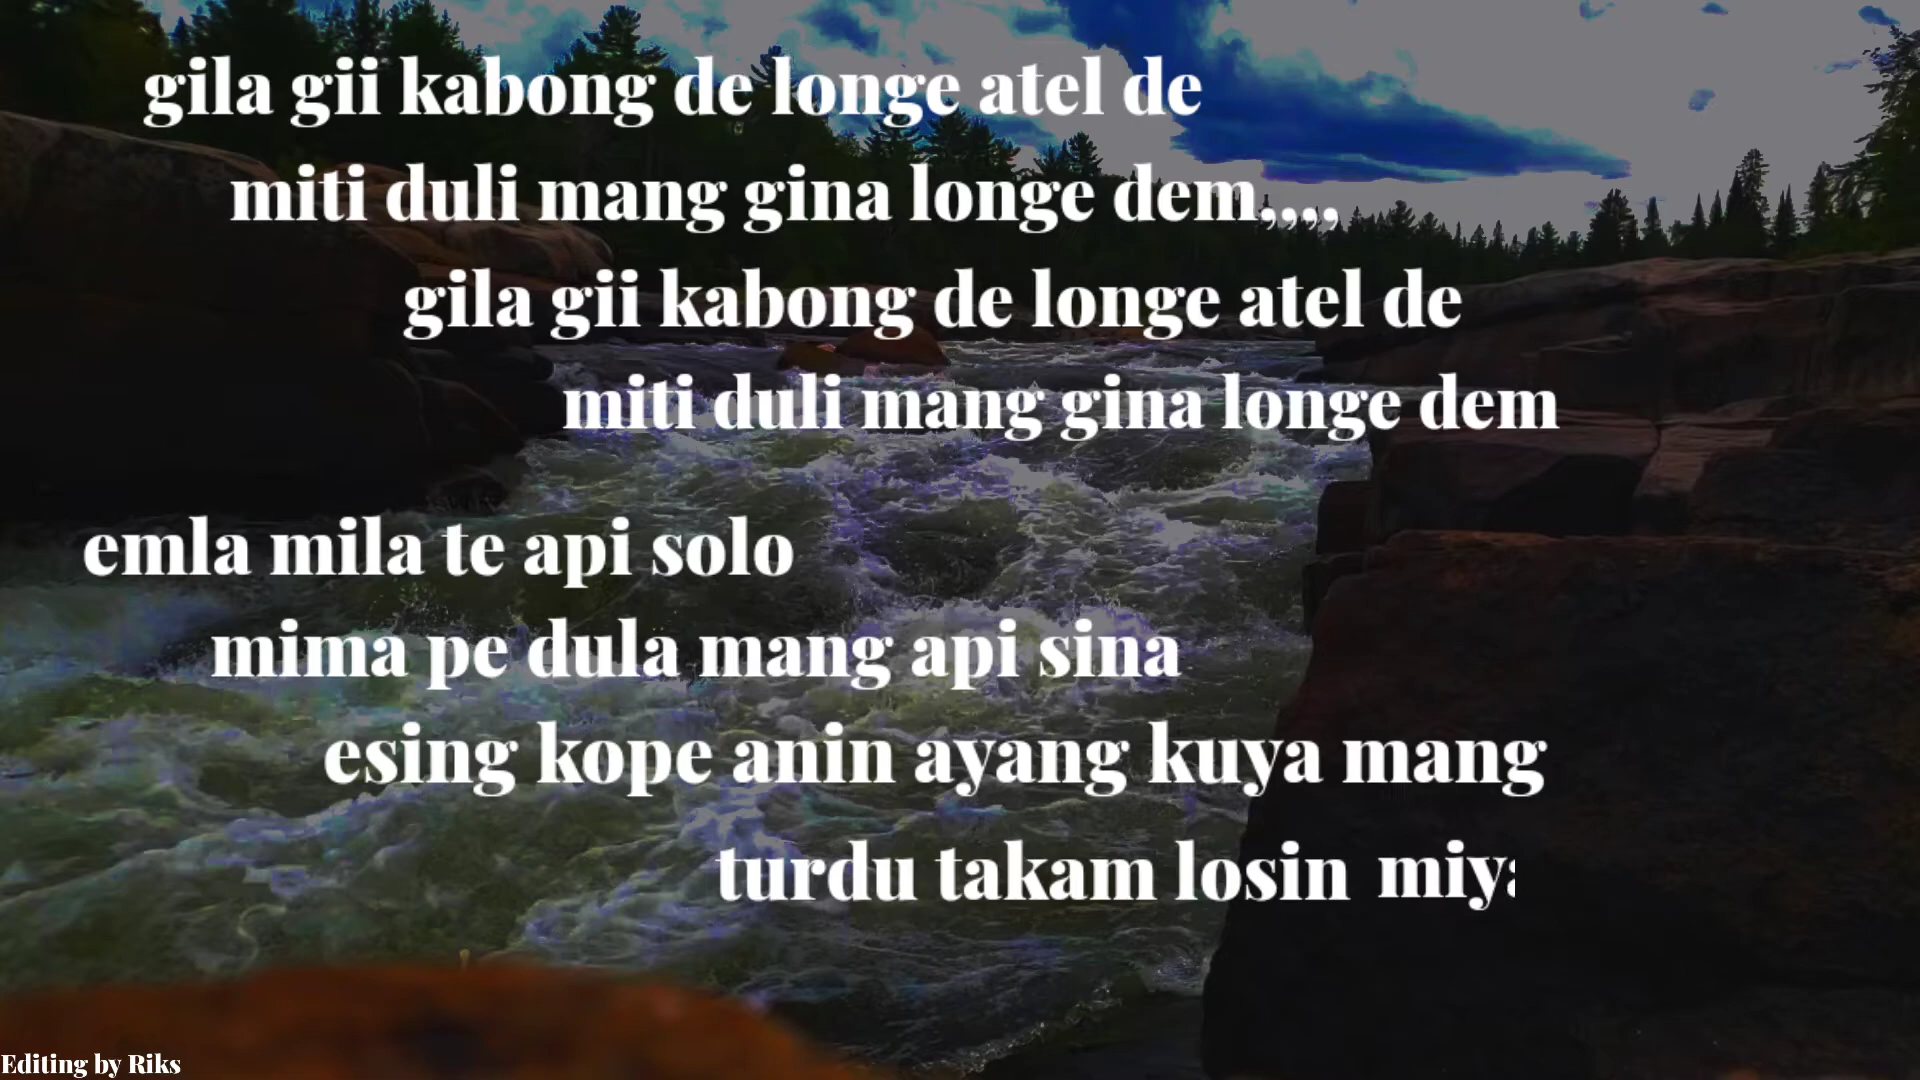 gila gii kabong de longe atel de
miti duli mang gina longe dem,,,,
gila gii kabong de longe atel de
miti duli mang gina longe dem
emla mila te api solo
mima pe dula mang api sina
esing kope anin ayang kuya mang
turdu takam losin
Editing by Riks